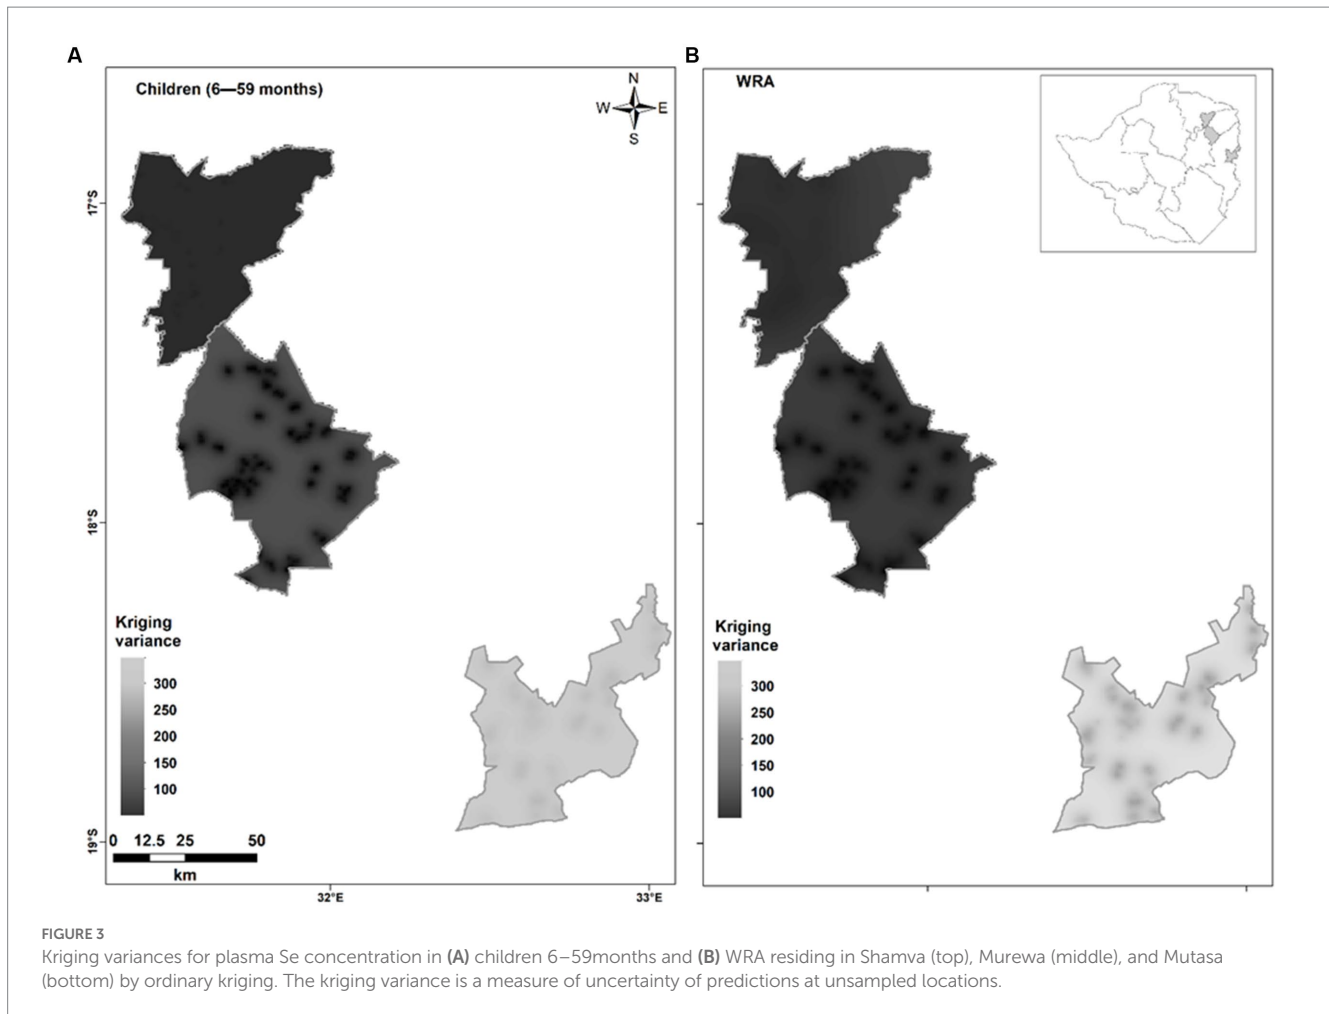 A
B
Children (6—59 months)
N
W E
S
WRA
17°S
18°S
19°S
Kriging
variance
300
250
200
150
100
0 12.5 25 50
km
32°E
33°E
Kriging
variance
300
250
200
150
100
FIGURE 3
Kriging variances for plasma Se concentration in (A) children 6–59months and (B) WRA residing in Shamva (top), Murewa (middle), and Mutasa
(bottom) by ordinary kriging. The kriging variance is a measure of uncertainty of predictions at unsampled locations.